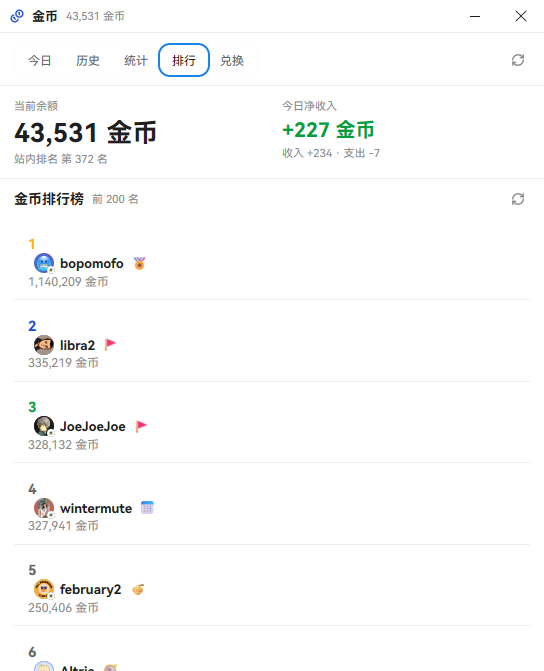 金币 43,531 金币
今日 历史 统计 排行 兑换
当前余额
43,531 金币
站内排名 第 372 名
今日净收入
+227 金币
收入 +234 · 支出 -7
金币排行榜 前 200 名
1
bopomofo
1,140,209 金币
2
libra2
335,219 金币
3
JoeJoeJoe
328,132 金币
4
wintermute
327,941 金币
5
february2
250,406 金币
6